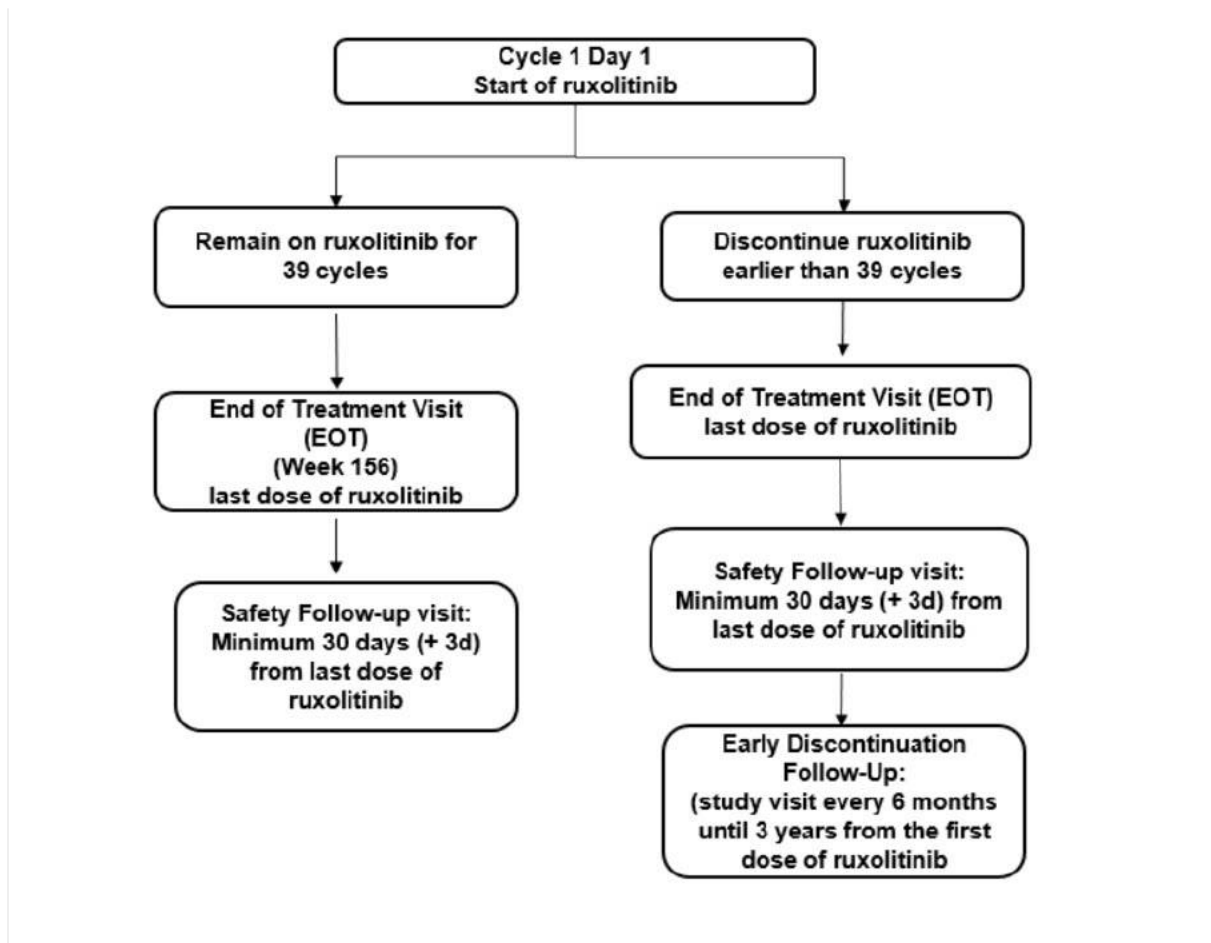 Cycle 1 Day 1
Start of ruxolitinib
Remain on ruxolitinib for
39 cycles
End of Treatment Visit
(EOT)
(Week 156)
last dose of ruxolitinib
Safety Follow-up visit:
Minimum 30 days (+ 3d)
from last dose of
ruxolitinib
Discontinue ruxolitinib
earlier than 39 cycles
End of Treatment Visit (EOT)
last dose of ruxolitinib
Safety Follow-up visit:
Minimum 30 days (+ 3d) from
last dose of ruxolitinib
Early Discontinuation
Follow-Up:
(study visit every 6 months
until 3 years from the first
dose of ruxolitinib